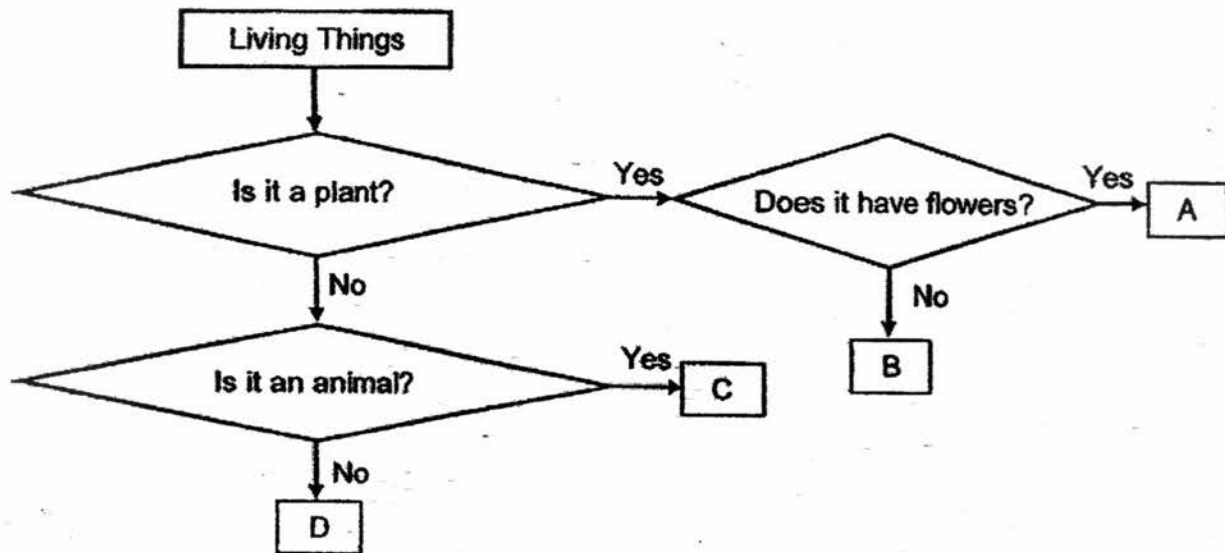 Living Things
Is it a plant?
Yes
Does it have flowers?
Yes
A
No
No
B
Is it an animal?
Yes
C
No
D